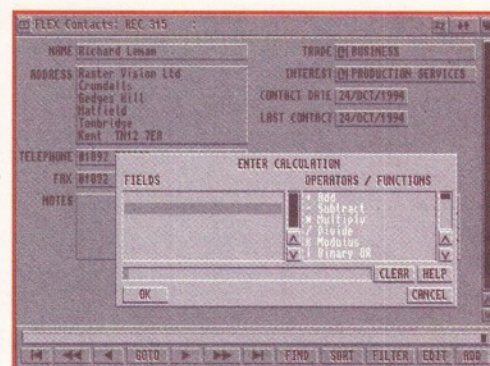 FLEX Contacts: REC 315
NAME Richard Loman
ADDRESS Raster Vision Ltd
Crundalls
Gedges Hill
Matfield
Tonbridge
Kent TN12 7EA
TELEPHONE 01892
FAX 01892
NOTES
TRADE BUSINESS
INTEREST PRODUCTION SERVICES
CONTACT DATE 24/OCT/1994
LAST CONTACT 24/OCT/1994
ENTER CALCULATION
FIELDS
OPERATORS / FUNCTIONS
+ Add
- Subtract
* Multiply
/ Divide
% Modulus
| Binary OR
CLEAR HELP
OK CANCEL
GOTO FIND SORT FILTER EDIT ADD